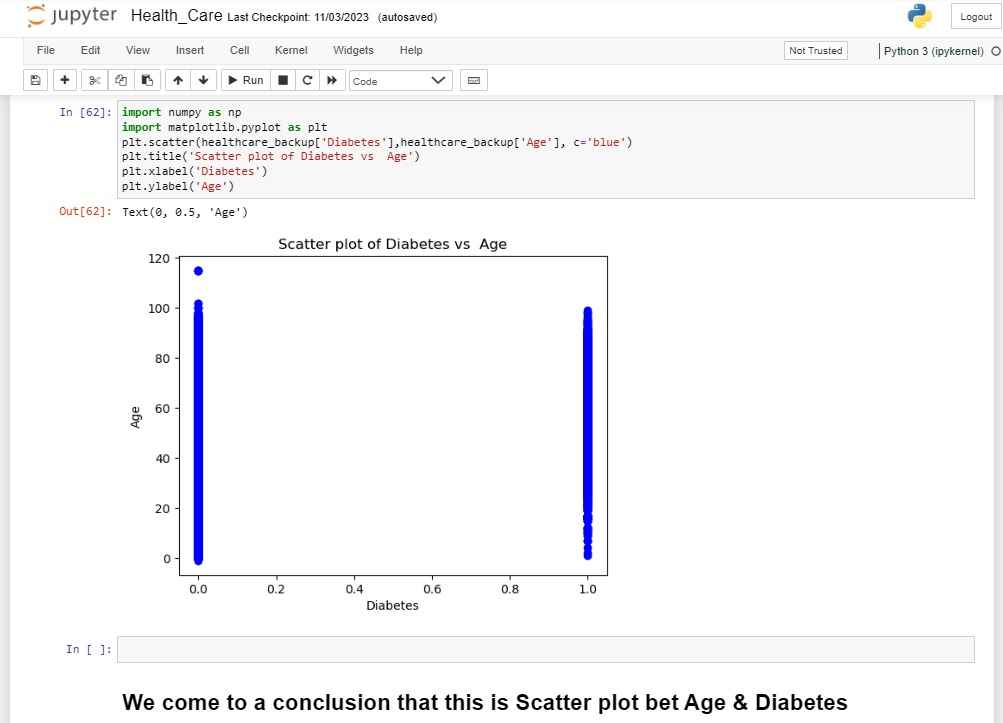 jupyter Health_Care Last Checkpoint: 11/03/2023 (autosaved)
Logout
File Edit View Insert Cell Kernel Widgets Help
Not Trusted
Python 3 (ipykernel)
Run
Code
In [62]:
import numpy as np
import matplotlib.pyplot as plt
plt.scatter(healthcare_backup['Diabetes'],healthcare_backup['Age'], c='blue')
plt.title('Scatter plot of Diabetes vs  Age')
plt.xlabel('Diabetes')
plt.ylabel('Age')
Out[62]: Text(0, 0.5, 'Age')
Scatter plot of Diabetes vs  Age
120
100
80
60
40
20
0
Age
0.0 0.2 0.4 0.6 0.8 1.0
Diabetes
In [ ]:
We come to a conclusion that this is Scatter plot bet Age & Diabetes